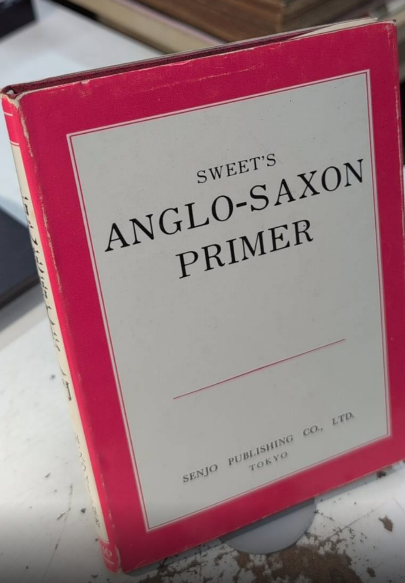 SWEET'S
ANGLO-SAXON
PRIMER
SENJO PUBLISHING CO., LTD.
TOKYO